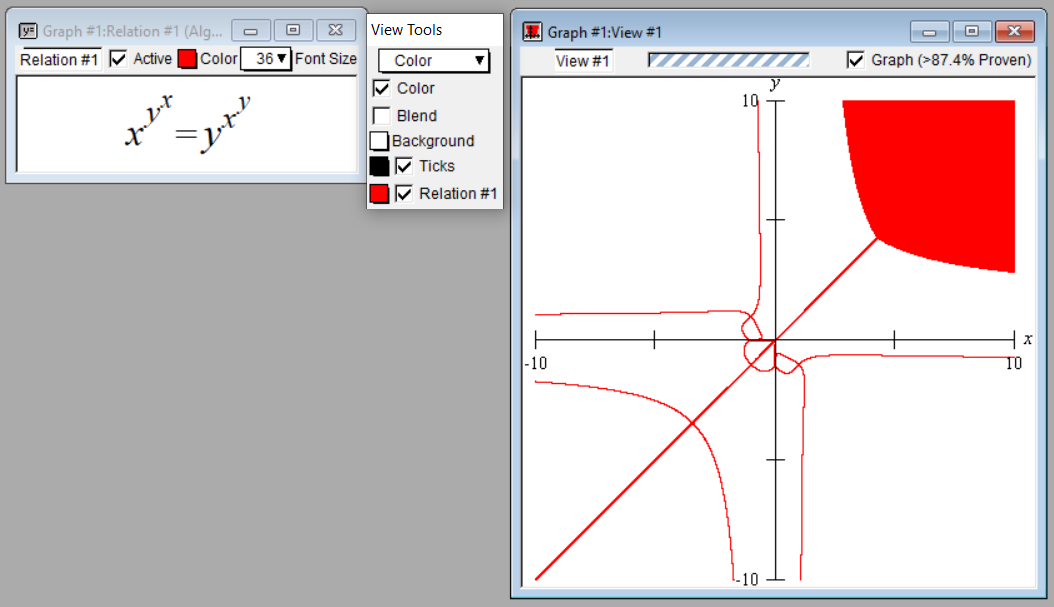 Graph #1:Relation #1 (Alg...
Relation #1 Active Color 36 Font Size
x^y^x = y^x^y
View Tools
Color
Color
Blend
Background
Ticks
Relation #1
Graph #1:View #1
View #1 Graph (>87.4% Proven)
y
10
x
-10 10
-10